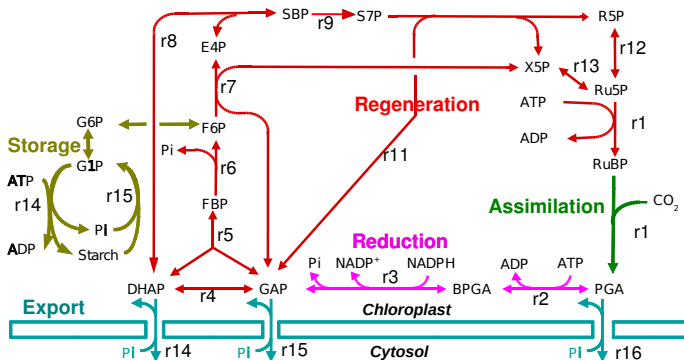 SBP r9 S7P R5P
r8
E4P
r12
r7 X5P r13
Ru5P
Regeneration ATP
G6P F6P r1
Storage ADP
Pi r6 r11
G1P RuBP
ATP r15
r14 FBP CO2
Pi Assimilation
r5 r1
ADP Starch Reduction
Pi NADP+ NADPH ADP ATP
r3
Export DHAP r4 GAP BPGA r2 PGA
Chloroplast
Pi r14 Pi r15 Cytosol Pi r16